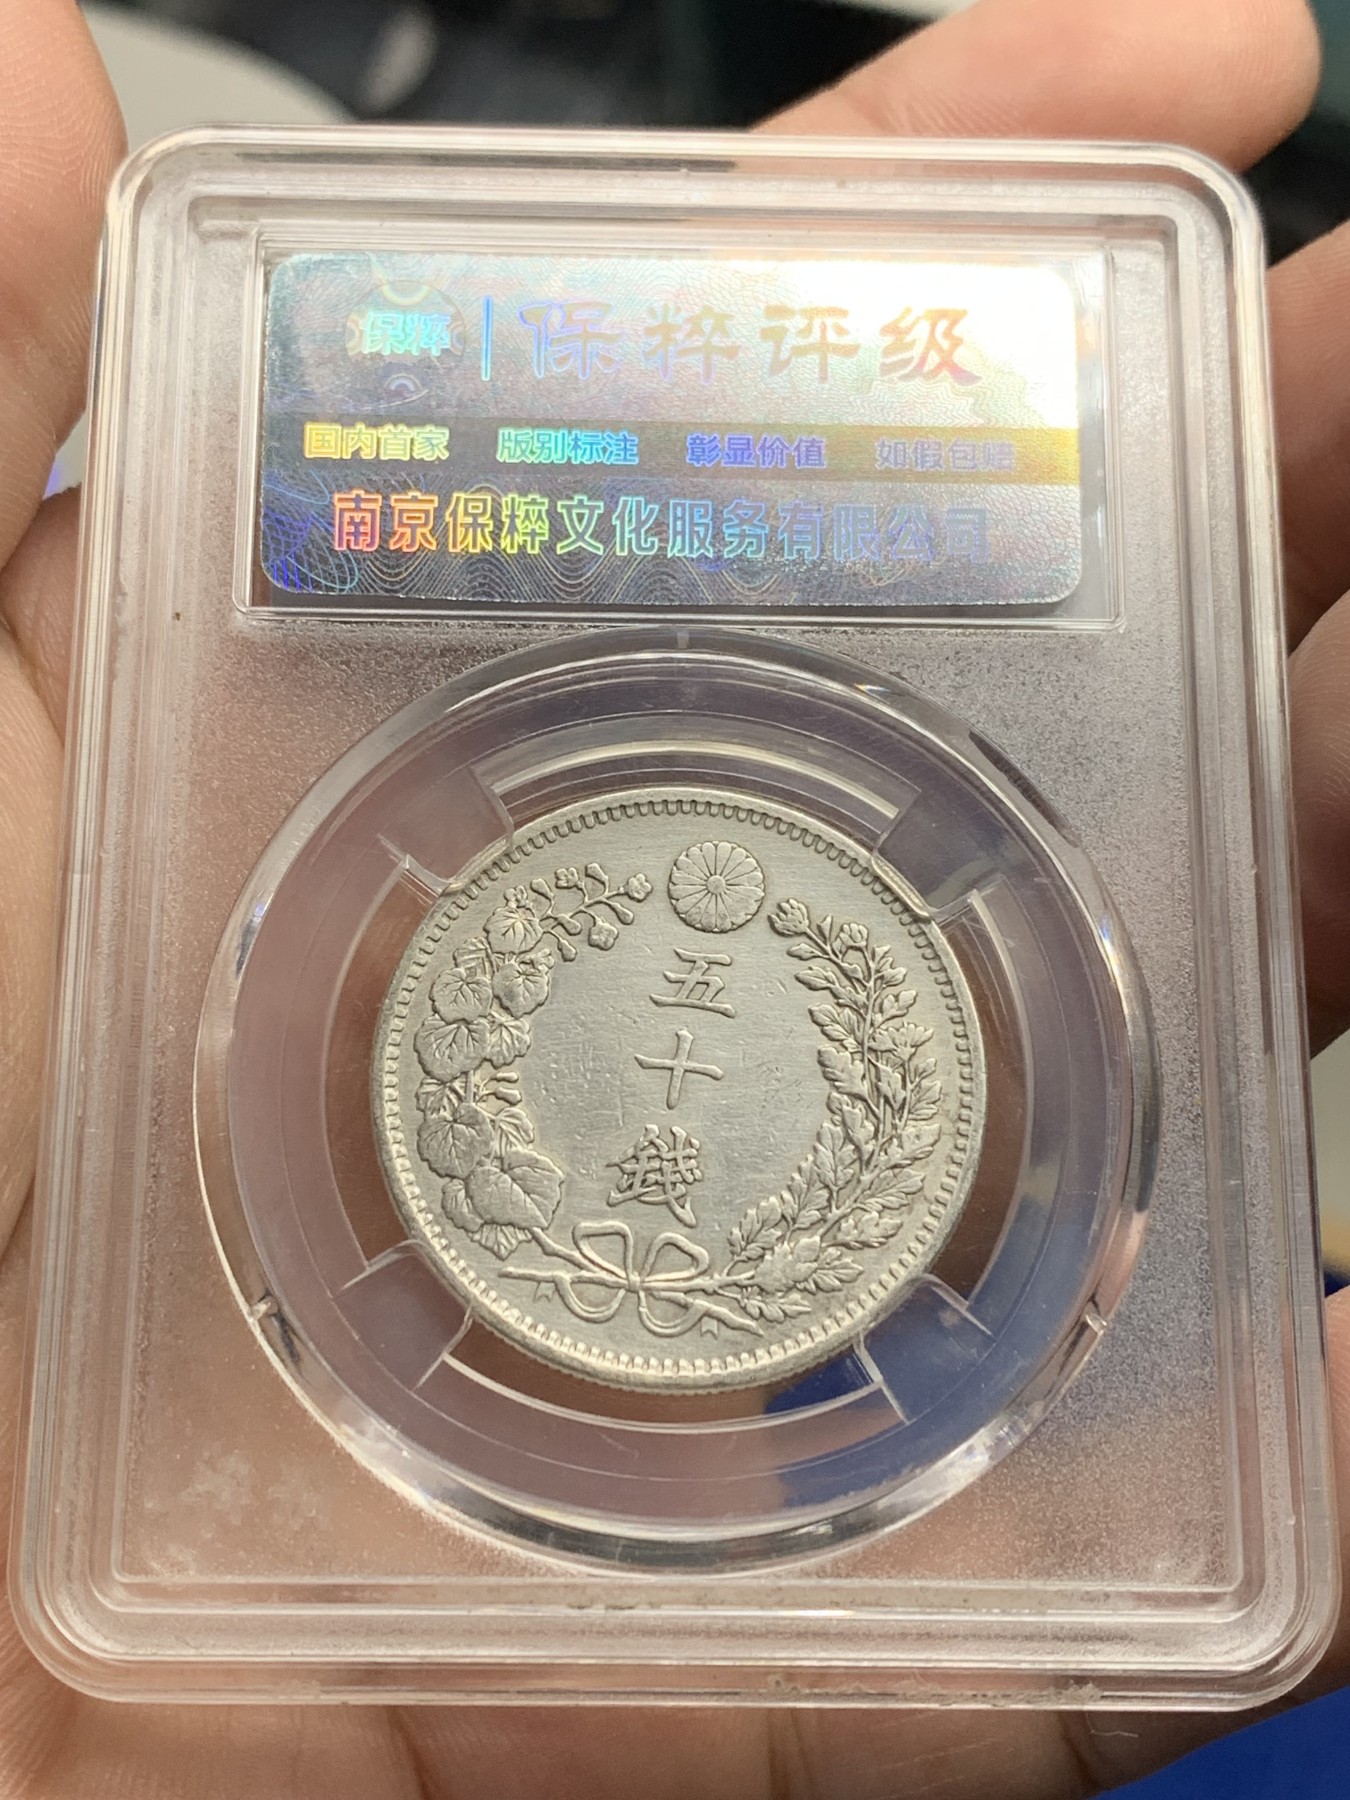 保粹 | 保粹评级
国内首家 版别标注 彰显价值 如假包赔
南京保粹文化服务有限公司
五
十
錢